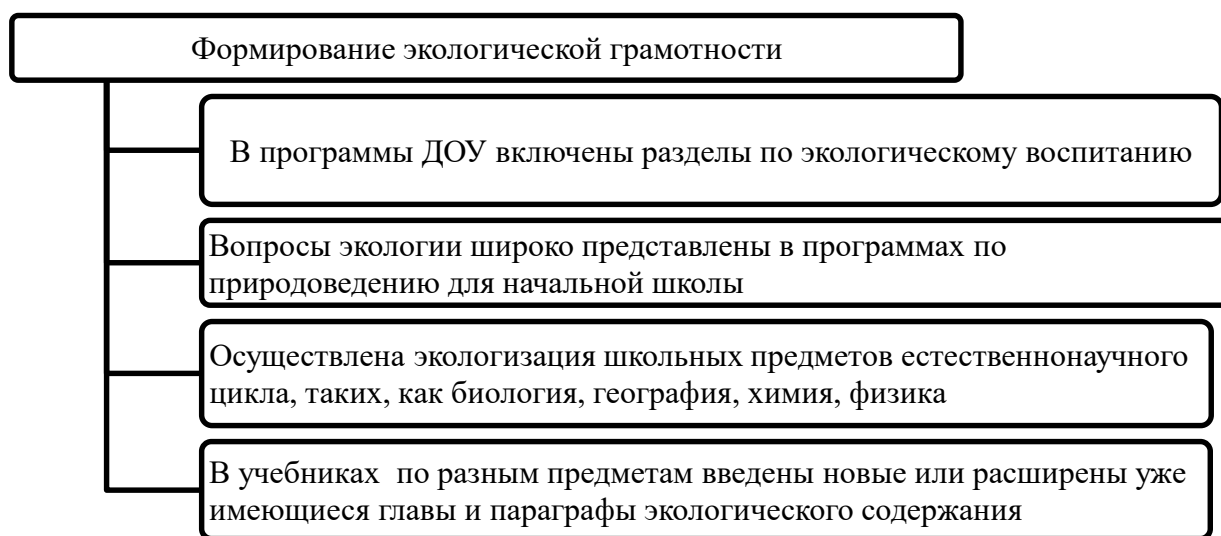 Формирование экологической грамотности
В программы ДОУ включены разделы по экологическому воспитанию
Вопросы экологии широко представлены в программах по
природоведению для начальной школы
Осуществлена экологизация школьных предметов естественнонаучного
цикла, таких, как биология, география, химия, физика
В учебниках  по разным предметам введены новые или расширены уже
имеющиеся главы и параграфы экологического содержания